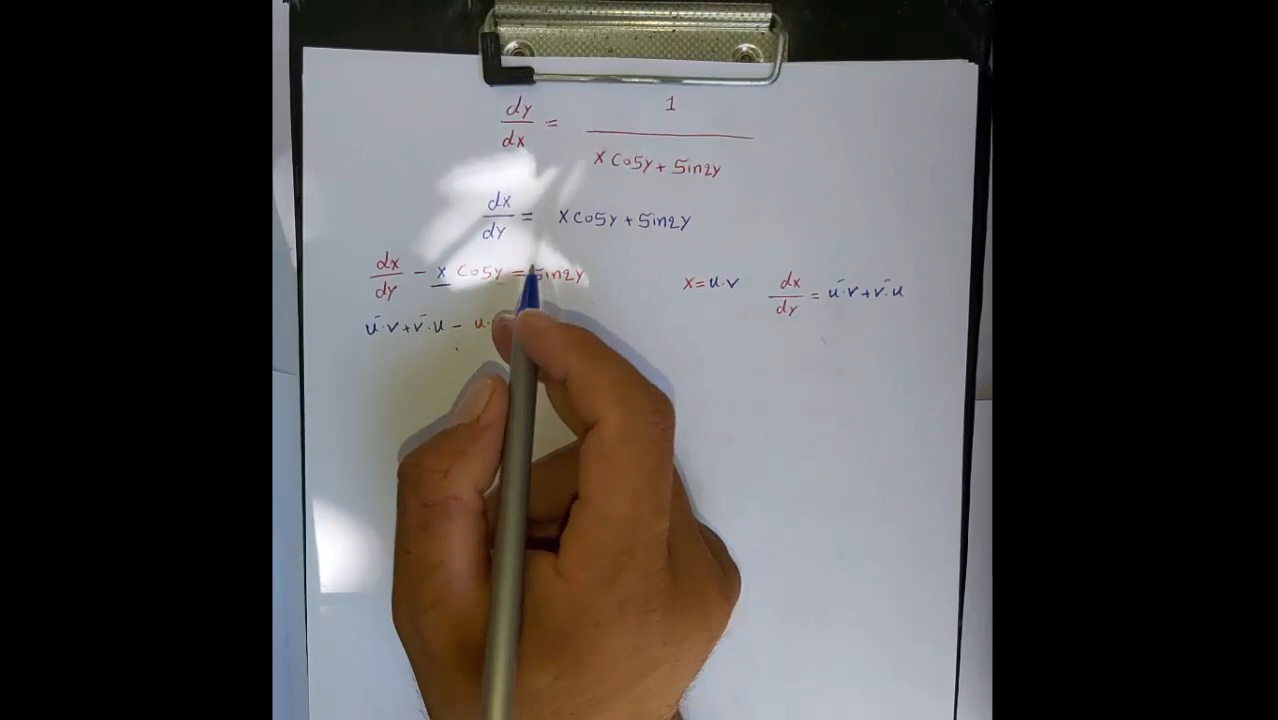 dy/dx = 1/(x cosy + sin2y)
dx/dy = x cosy + sin2y
dx/dy - x cosy = sin2y
x = u·v dx/dy = u̅·v + v̅·u
u̅·v + v̅·u - u·